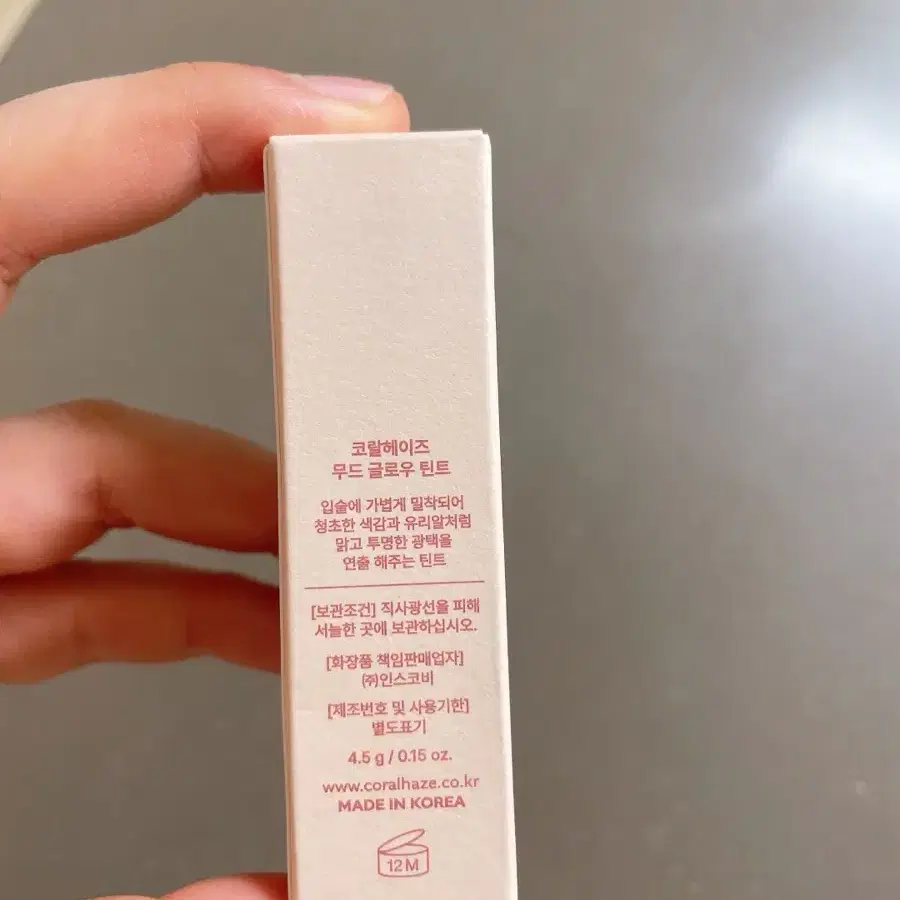 코랄헤이즈
무드 글로우 틴트
입술에 가볍게 밀착되어
청초한 색감과 유리알처럼
맑고 투명한 광택을
연출 해주는 틴트
[보관조건] 직사광선을 피해
서늘한 곳에 보관하십시오.
[화장품 책임판매업자]
㈜인스코비
[제조번호 및 사용기한]
별도표기
4.5 g / 0.15 oz.
www.coralhaze.co.kr
MADE IN KOREA
12M